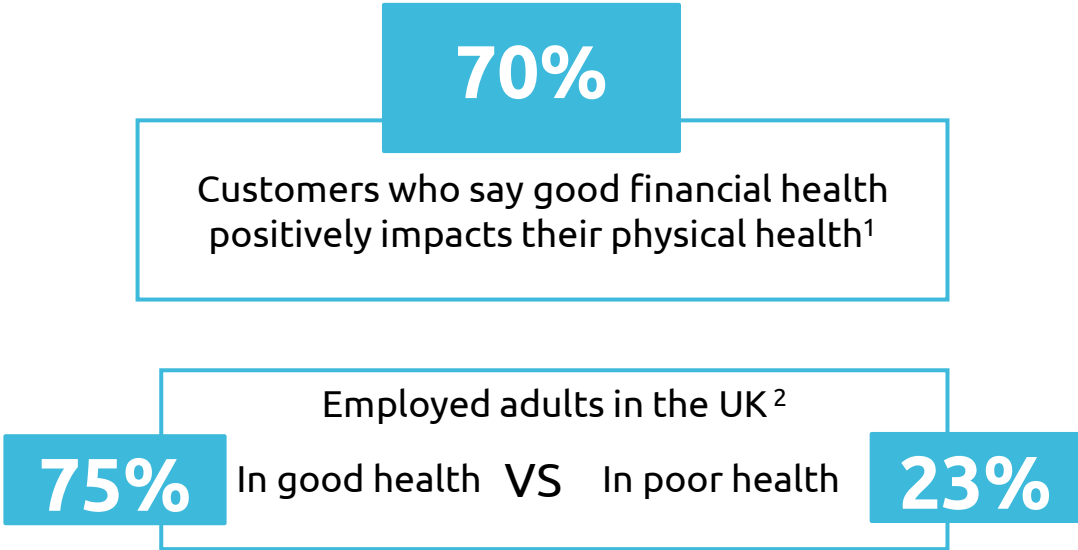 70%
Customers who say good financial health
positively impacts their physical health¹
Employed adults in the UK ²
75% In good health VS In poor health 23%